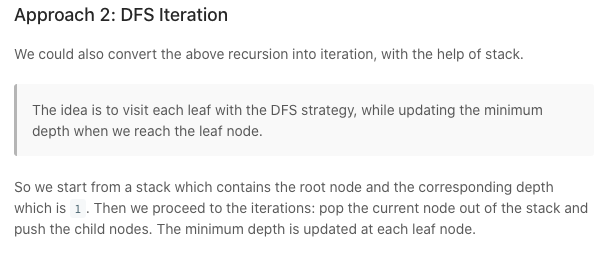 Approach 2: DFS Iteration
We could also convert the above recursion into iteration, with the help of stack.
The idea is to visit each leaf with the DFS strategy, while updating the minimum
depth when we reach the leaf node.
So we start from a stack which contains the root node and the corresponding depth
which is 1 . Then we proceed to the iterations: pop the current node out of the stack and
push the child nodes. The minimum depth is updated at each leaf node.